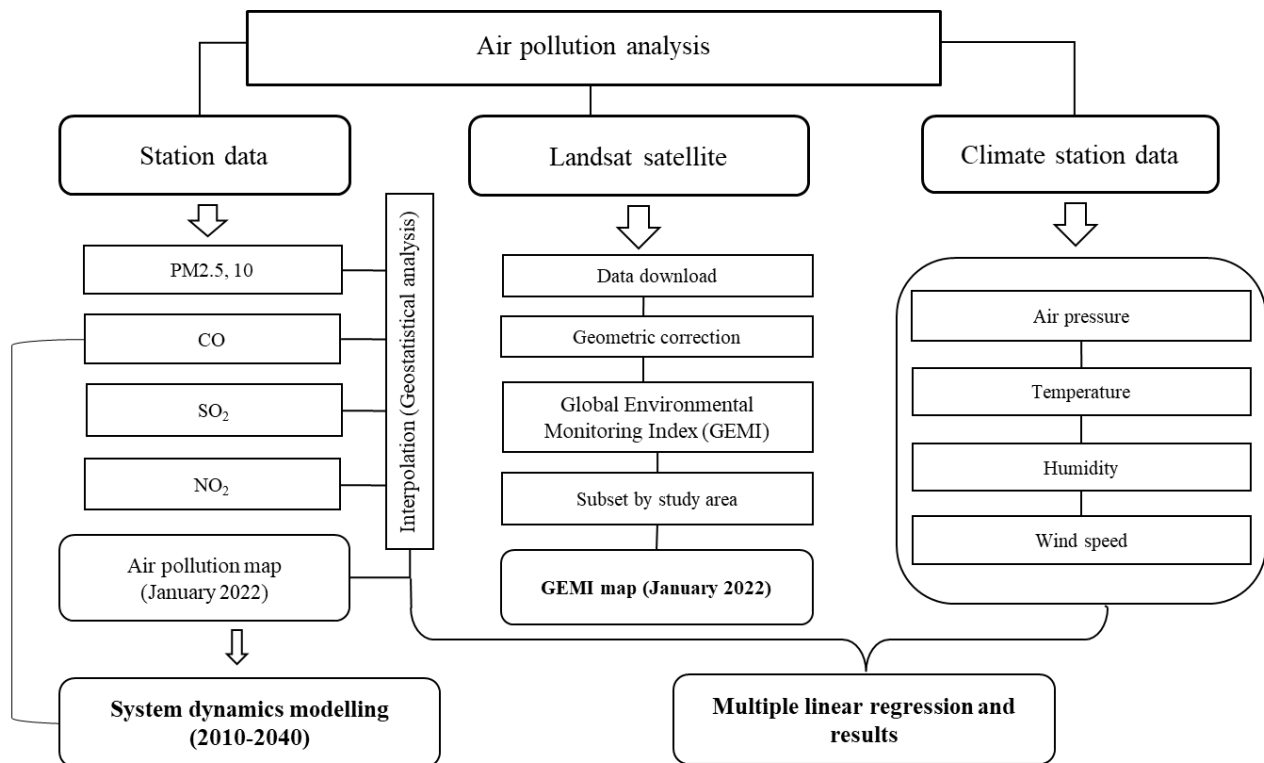 Air pollution analysis
Station data
PM2.5, 10
CO
SO₂
NO₂
Air pollution map
(January 2022)
System dynamics modelling
(2010-2040)
Interpolation (Geostatistical analysis)
Landsat satellite
Data download
Geometric correction
Global Environmental
Monitoring Index (GEMI)
Subset by study area
GEMI map (January 2022)
Climate station data
Air pressure
Temperature
Humidity
Wind speed
Multiple linear regression and
results